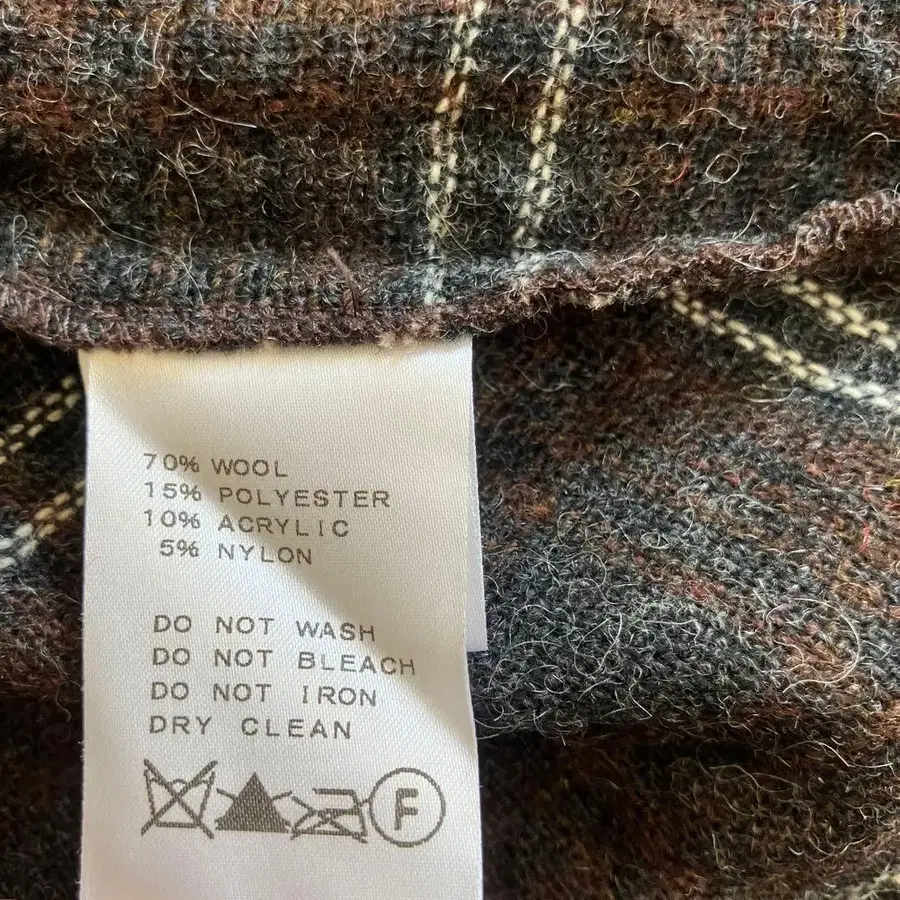 70% WOOL
15% POLYESTER
10% ACRYLIC
5% NYLON
DO NOT WASH
DO NOT BLEACH
DO NOT IRON
DRY CLEAN
F